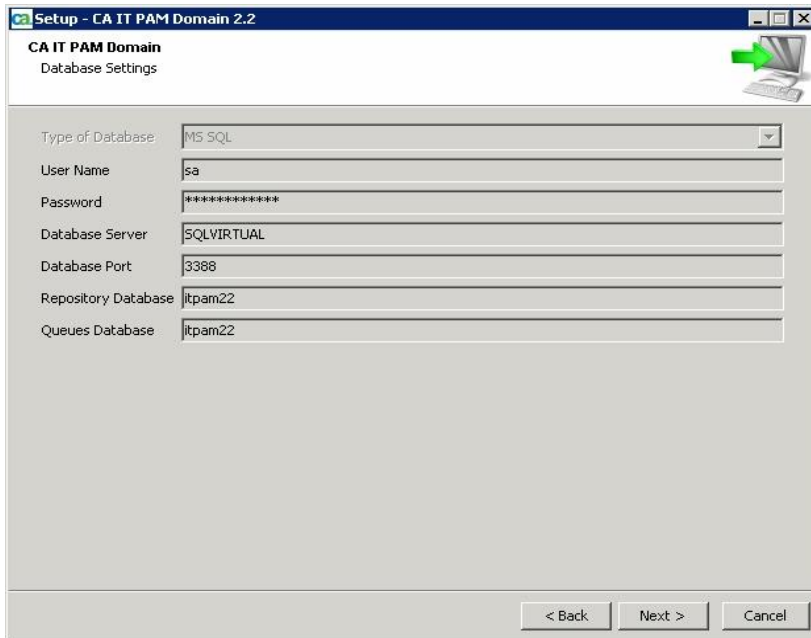 ca Setup - CA IT PAM Domain 2.2
CA IT PAM Domain
Database Settings
Type of Database MS SQL
User Name sa
Password ************
Database Server SQLVIRTUAL
Database Port 3388
Repository Database itpam22
Queues Database itpam22
< Back Next > Cancel